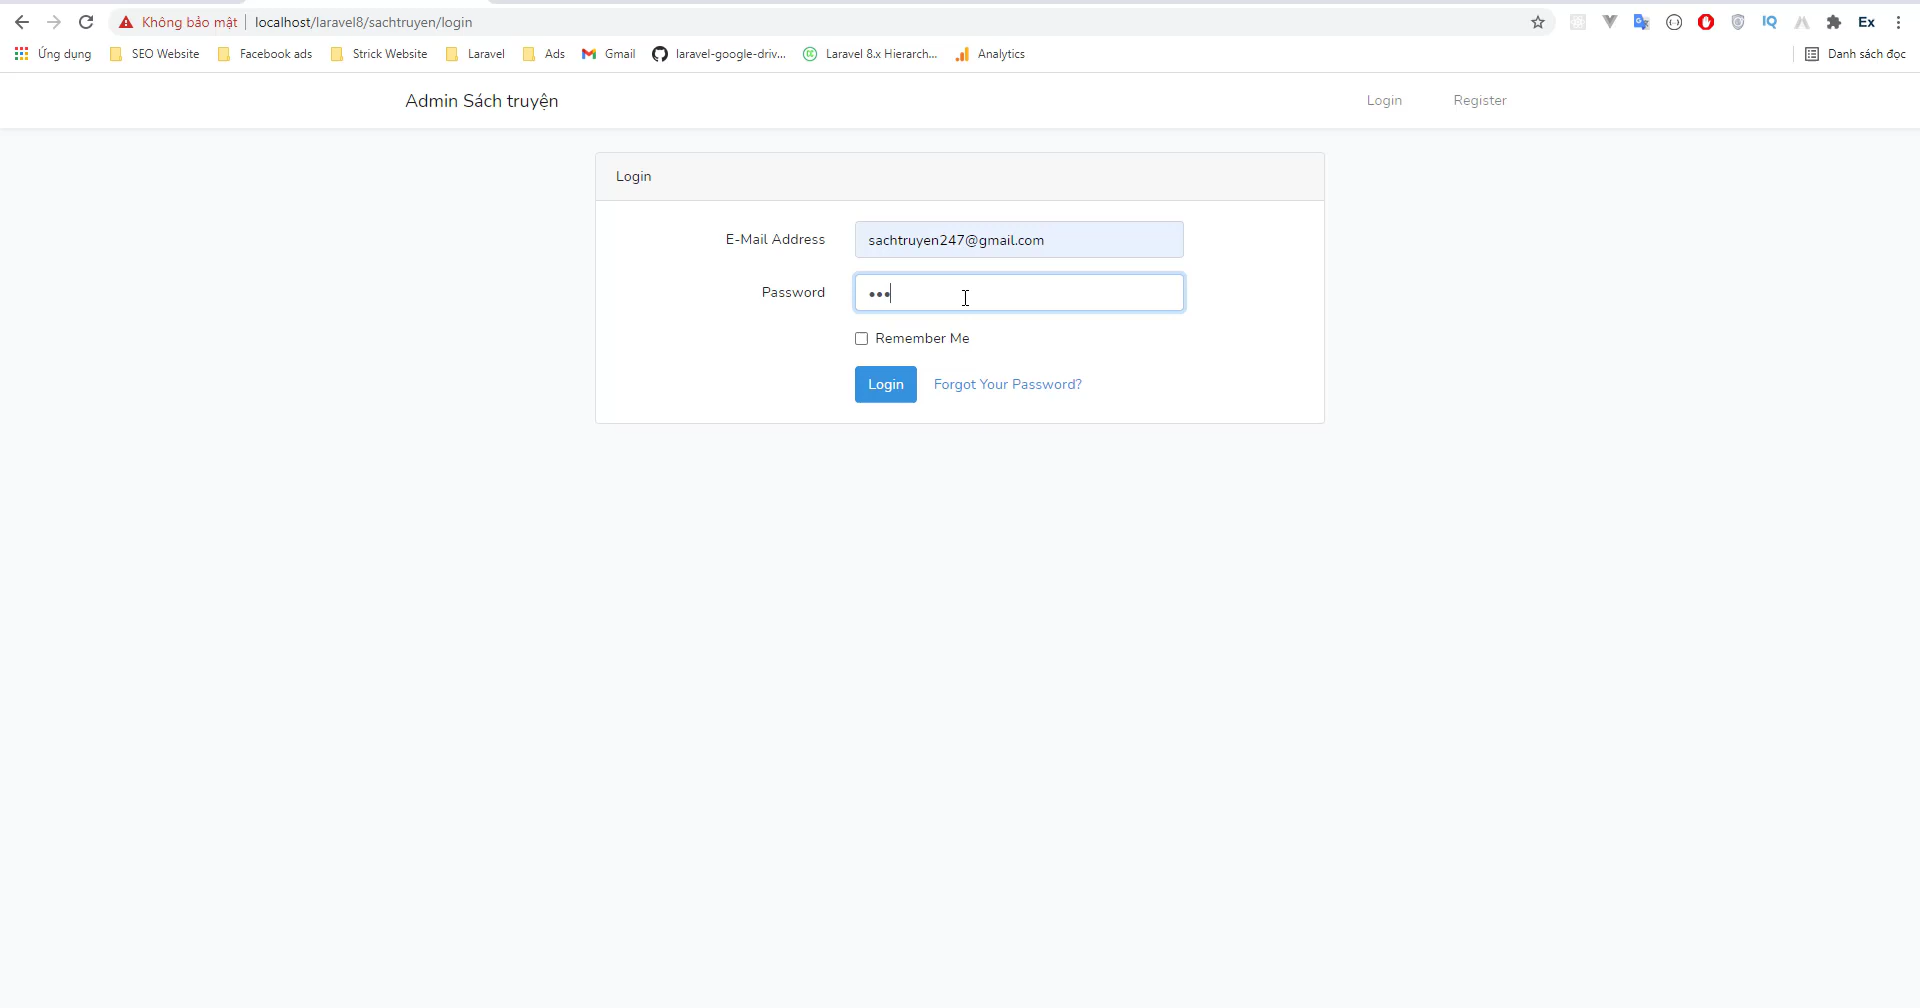 Không bảo mật localhost/laravel8/sachtruyen/login
IQ
Ex
Ứng dụng SEO Website Facebook ads Strick Website Laravel Ads Gmail laravel-google-driv... Laravel 8.x Hierarch... Analytics Danh sách đọc
Admin Sách truyện Login Register
Login
E-Mail Address sachtruyen247@gmail.com
Password •••
Remember Me
Login Forgot Your Password?